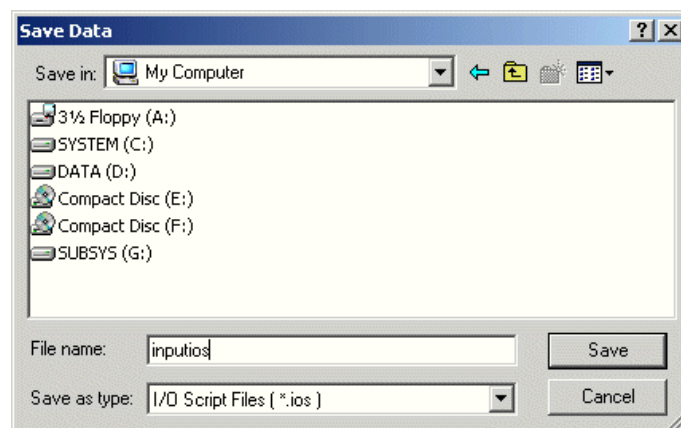 Save Data
Save in: My Computer
3½ Floppy (A:)
SYSTEM (C:)
DATA (D:)
Compact Disc (E:)
Compact Disc (F:)
SUBSYS (G:)
File name: inputios Save
Save as type: I/O Script Files ( *.ios ) Cancel